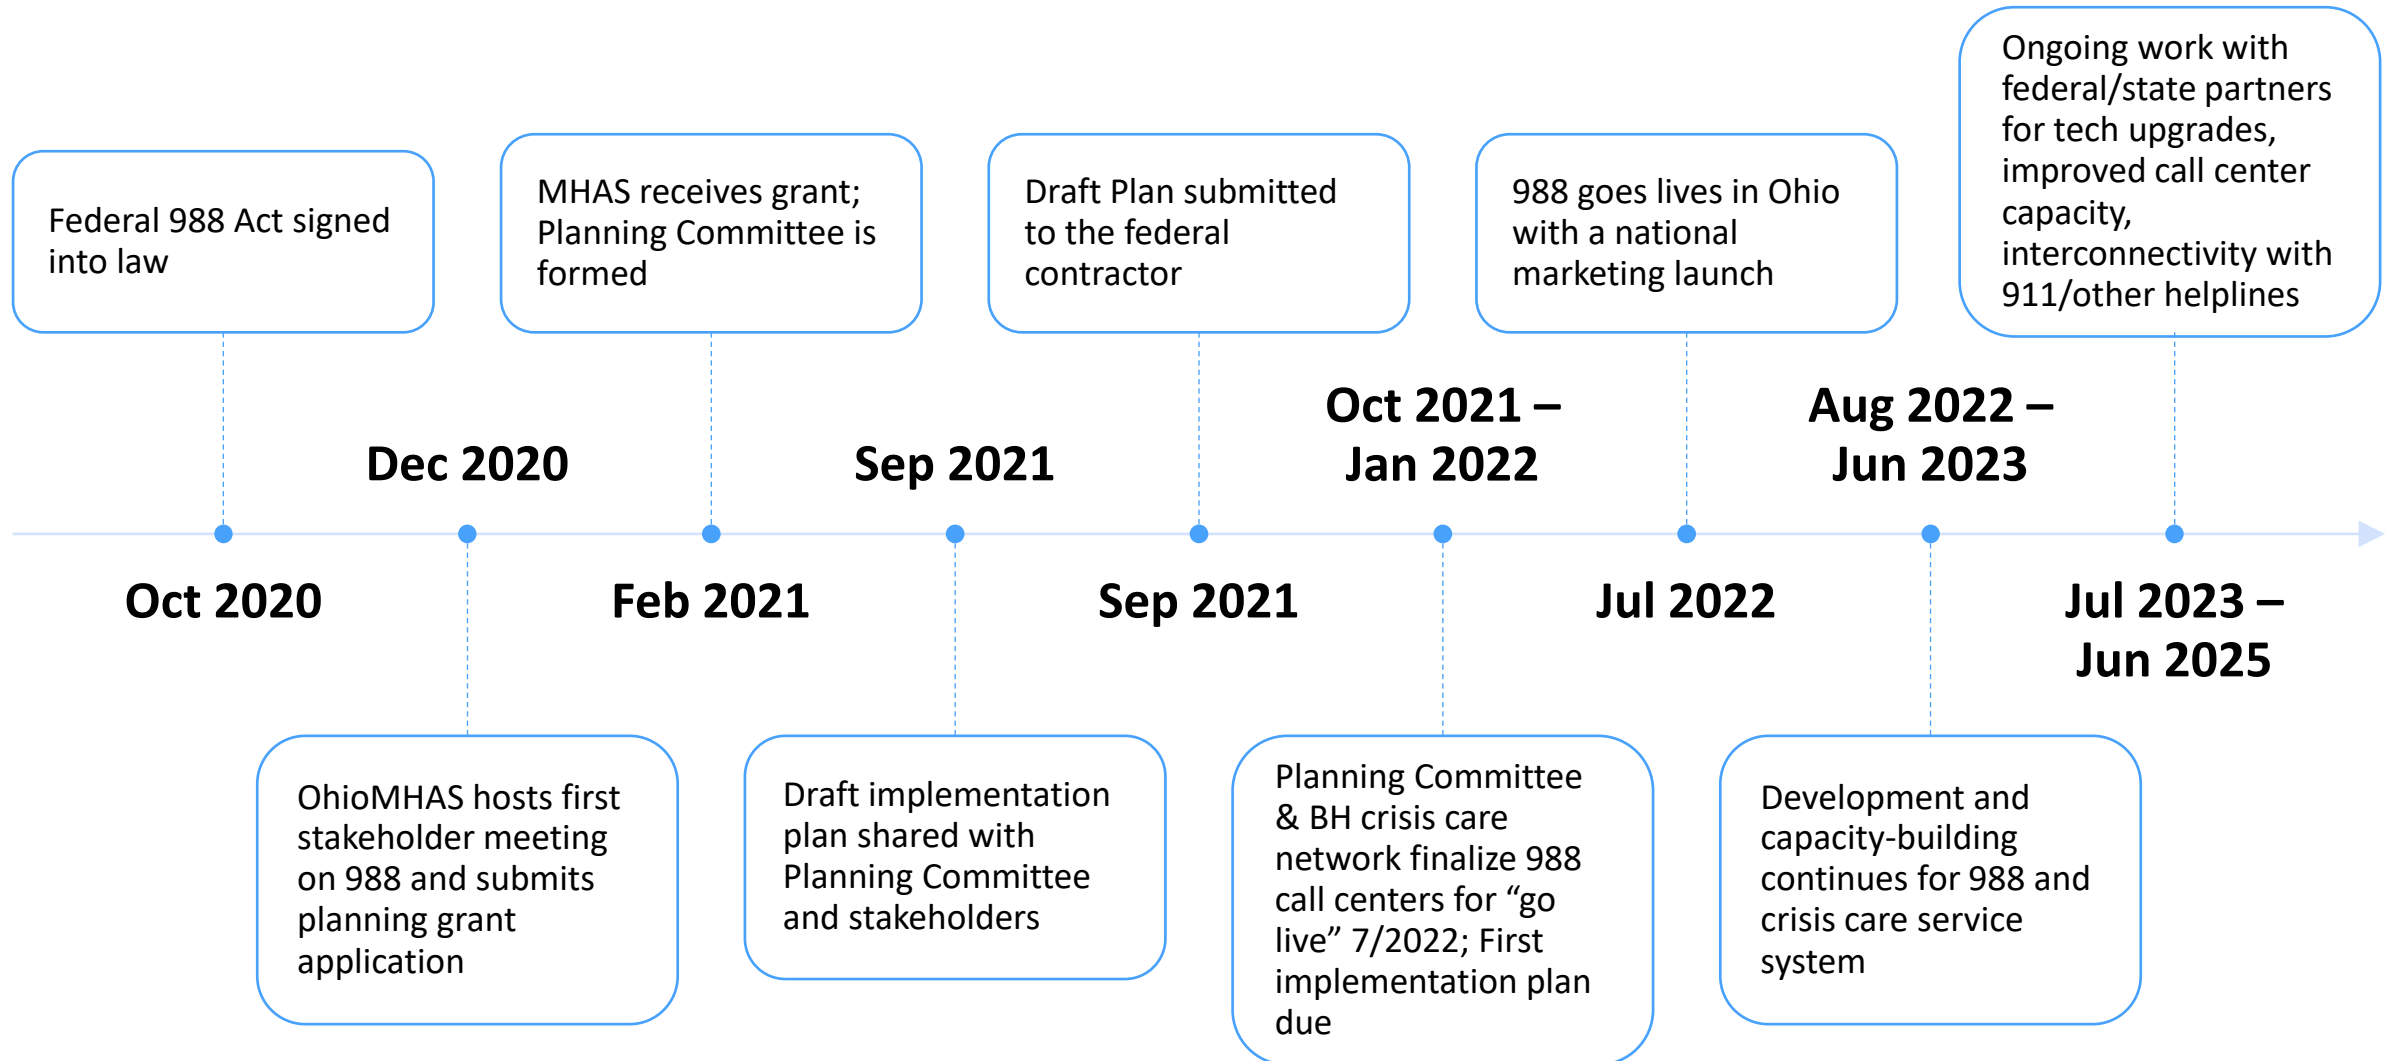 Federal 988 Act signed
into law
Oct 2020
Dec 2020
OhioMHAS hosts first
stakeholder meeting
on 988 and submits
planning grant
application
MHAS receives grant;
Planning Committee is
formed
Feb 2021
Sep 2021
Draft implementation
plan shared with
Planning Committee
and stakeholders
Draft Plan submitted
to the federal
contractor
Sep 2021
Oct 2021 –
Jan 2022
Planning Committee
& BH crisis care
network finalize 988
call centers for “go
live” 7/2022; First
implementation plan
due
988 goes lives in Ohio
with a national
marketing launch
Jul 2022
Aug 2022 –
Jun 2023
Development and
capacity-building
continues for 988 and
crisis care service
system
Ongoing work with
federal/state partners
for tech upgrades,
improved call center
capacity,
interconnectivity with
911/other helplines
Jul 2023 –
Jun 2025